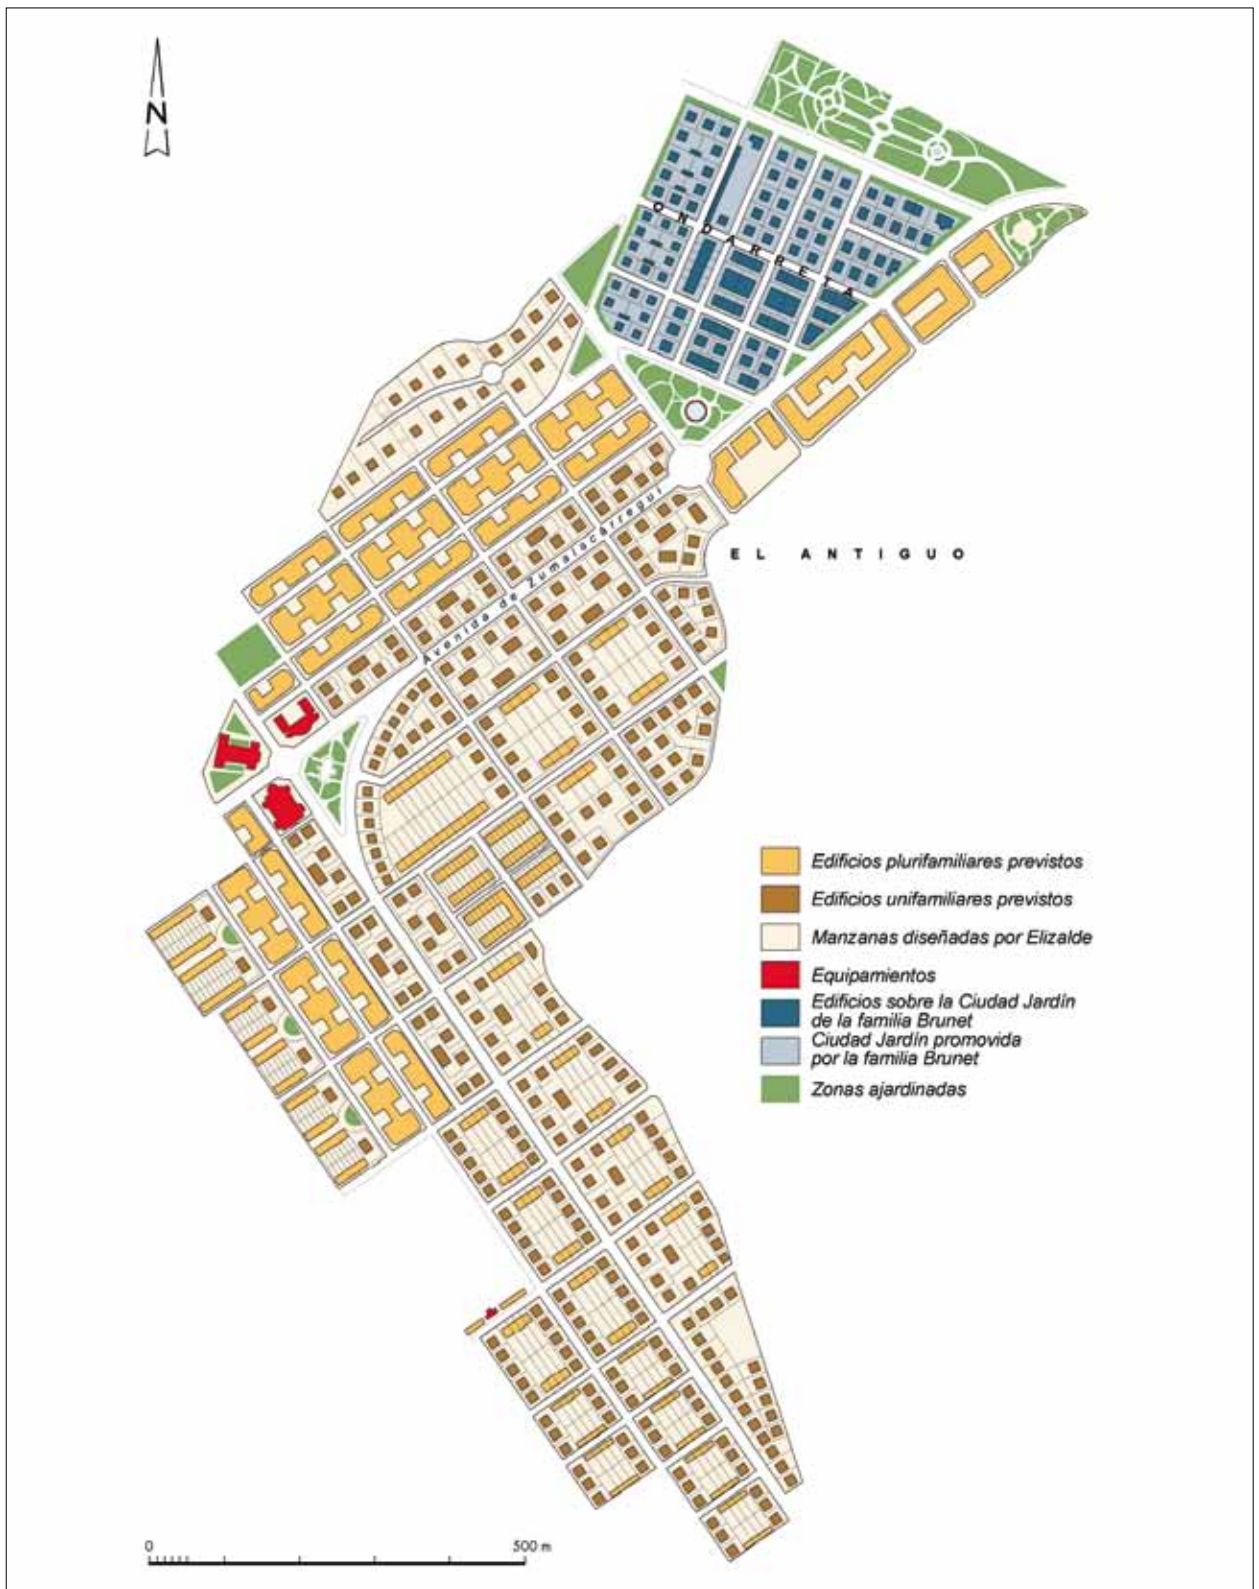 N
ONDARRETA
Avenida de Zumalacárregui
EL ANTIGUO
Edificios plurifamiliares previstos
Edificios unifamiliares previstos
Manzanas diseñadas por Elizalde
Equipamientos
Edificios sobre la Ciudad Jardín
de la familia Brunet
Ciudad Jardín promovida
por la familia Brunet
Zonas ajardinadas
0 500 m